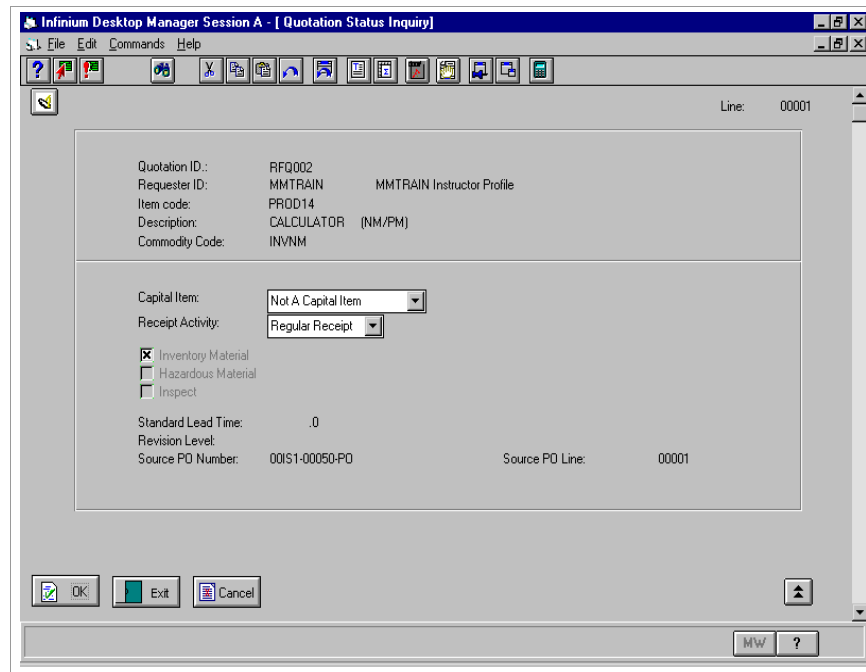 Infinium Desktop Manager Session A - [ Quotation Status Inquiry]
File Edit Commands Help
Line: 00001
Quotation ID.: RFQ002
Requester ID: MMTRAIN MMTRAIN Instructor Profile
Item code: PROD14
Description: CALCULATOR (NM/PM)
Commodity Code: INVNM
Capital Item: Not A Capital Item
Receipt Activity: Regular Receipt
Inventory Material
Hazardous Material
Inspect
Standard Lead Time: .0
Revision Level:
Source PO Number: 00IS1-00050-PO Source PO Line: 00001
OK Exit Cancel
MW ?